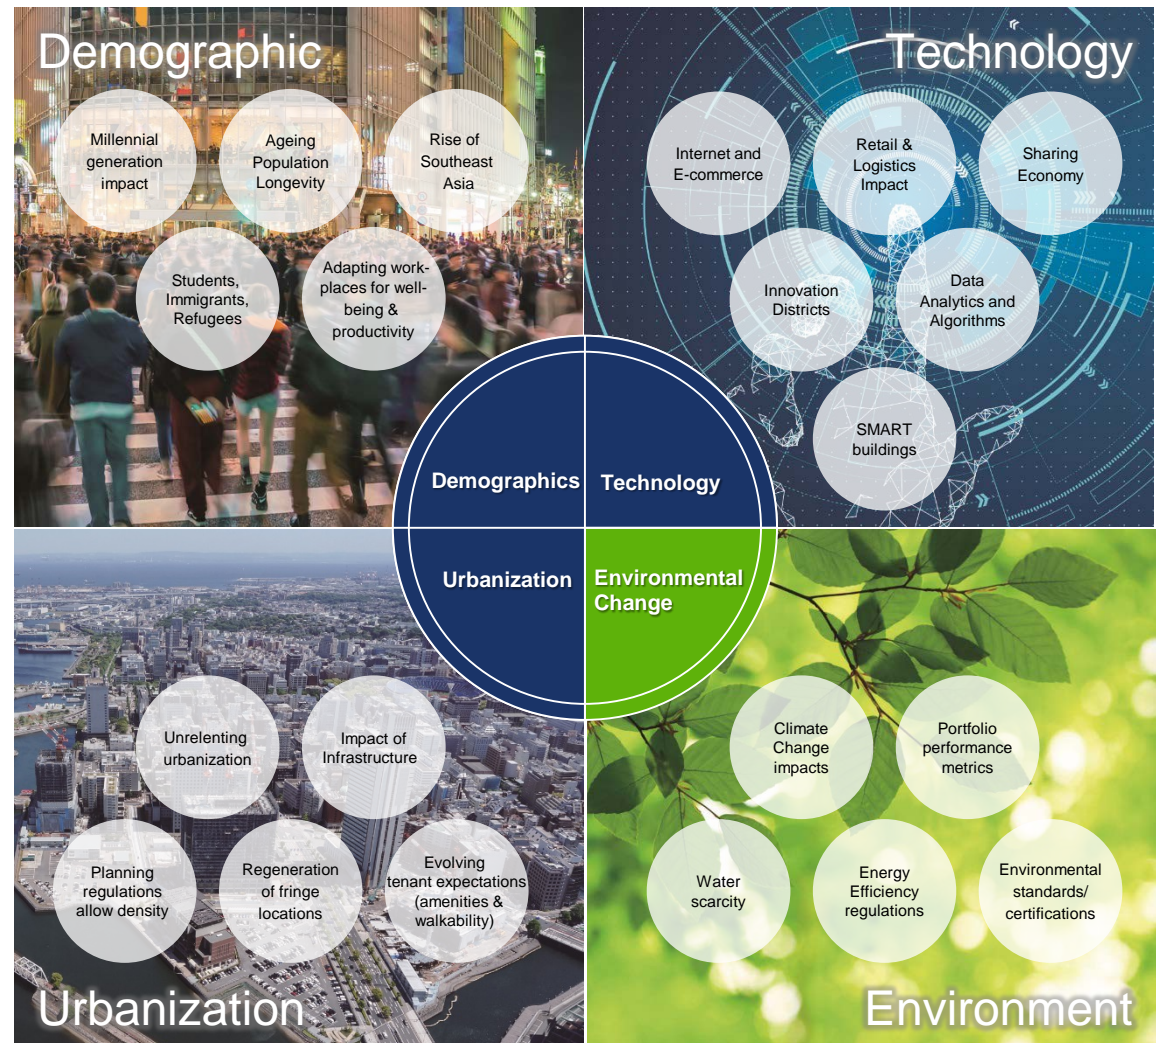 Demographic
Millennial
generation
impact
Ageing
Population
Longevity
Rise of
Southeast
Asia
Students,
Immigrants,
Refugees
Adapting work-
places for well-
being &
productivity
Technology
Internet and
E-commerce
Retail &
Logistics
Impact
Sharing
Economy
Innovation
Districts
Data
Analytics and
Algorithms
SMART
buildings
Demographics
Technology
Urbanization
Environmental
Change
Unrelenting
urbanization
Impact of
Infrastructure
Planning
regulations
allow density
Regeneration
of fringe
locations
Evolving
tenant expectations
(amenities &
walkability)
Urbanization
Climate
Change
impacts
Portfolio
performance
metrics
Water
scarcity
Energy
Efficiency
regulations
Environmental
standards/
certifications
Environment